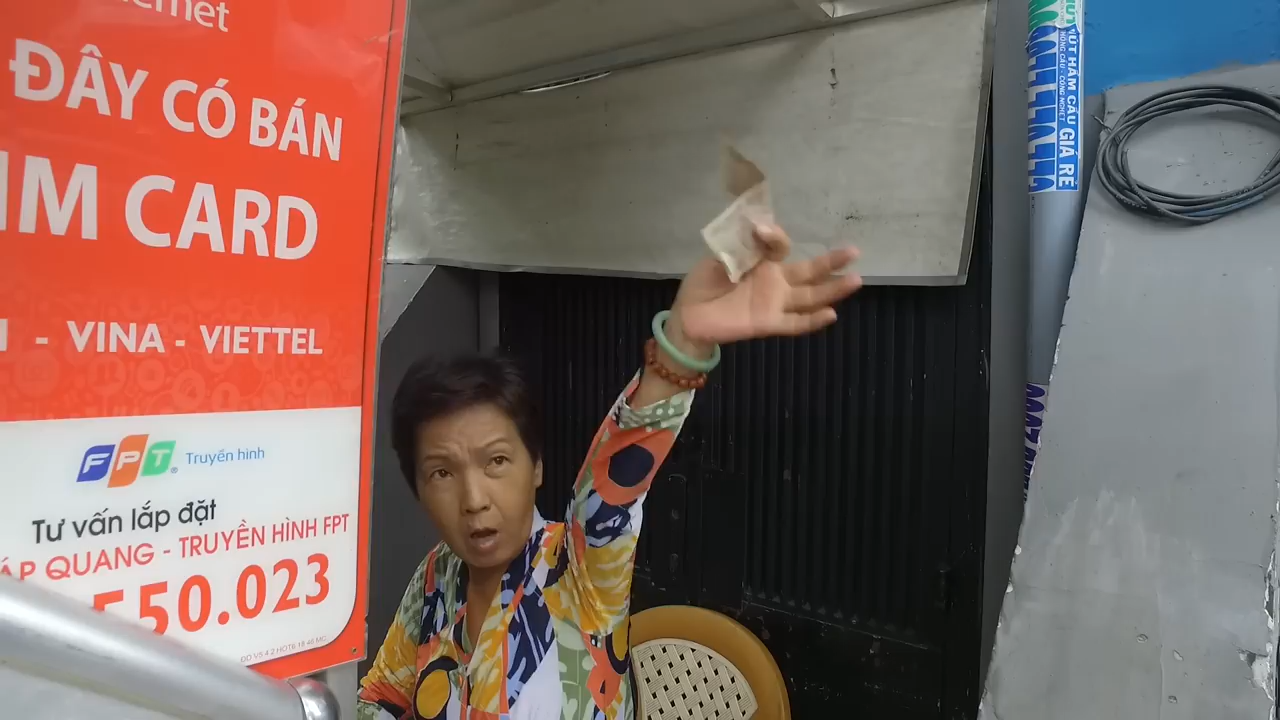 ĐÂY CÓ BÁN
IM CARD
- VINA - VIETTEL
FPT Truyền hình
Tư vấn lắp đặt
ÁP QUANG - TRUYỀN HÌNH FPT
550.023
HÚT HẦM CẦU GIÁ RẺ